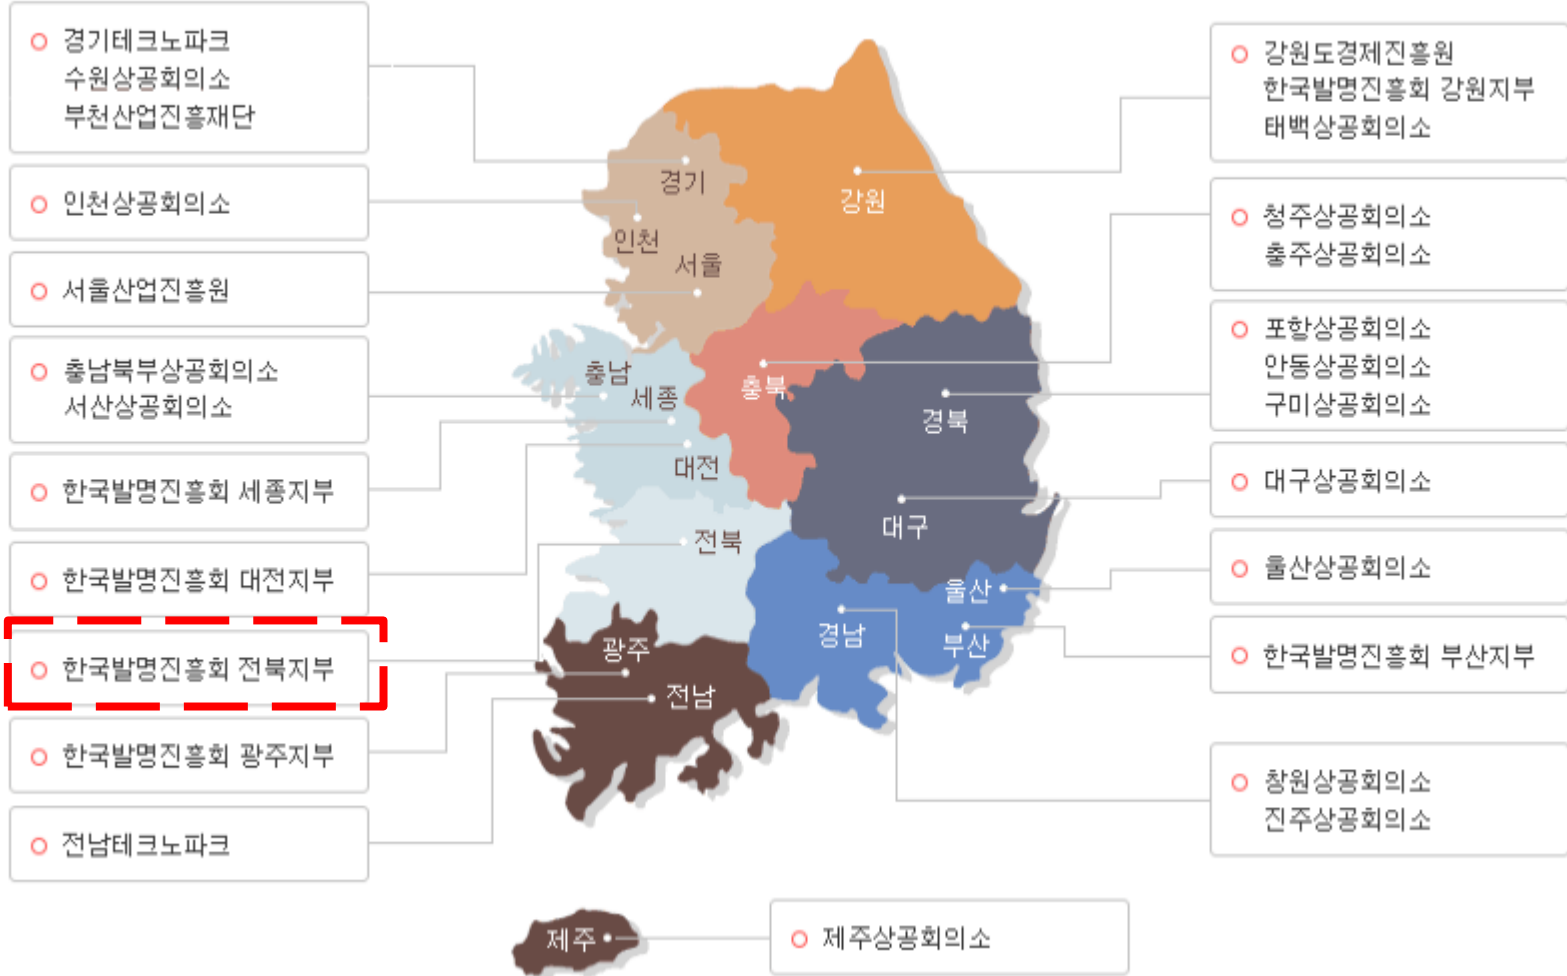 경기테크노파크
수원상공회의소
부천산업진흥재단
인천상공회의소
서울산업진흥원
충남북부상공회의소
서산상공회의소
한국발명진흥회 세종지부
한국발명진흥회 대전지부
한국발명진흥회 전북지부
한국발명진흥회 광주지부
전남테크노파크
경기
인천
서울
강원
충남
세종
대전
충북
경북
대구
전북
울산
부산
경남
광주
전남
제주
강원도경제진흥원
한국발명진흥회 강원지부
태백상공회의소
청주상공회의소
충주상공회의소
포항상공회의소
안동상공회의소
구미상공회의소
대구상공회의소
울산상공회의소
한국발명진흥회 부산지부
창원상공회의소
진주상공회의소
제주상공회의소